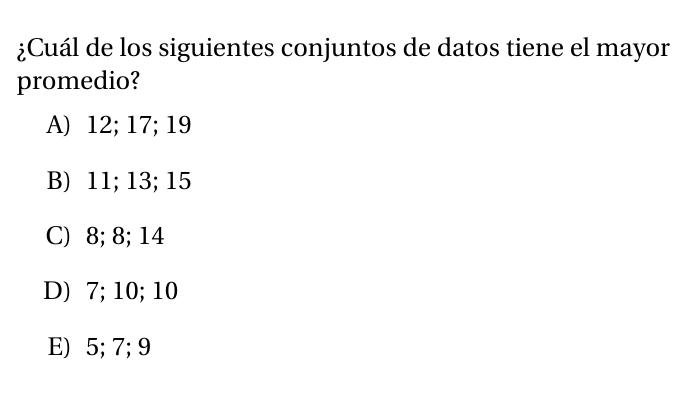 ¿Cuál de los siguientes conjuntos de datos tiene el mayor
promedio?
A) 12; 17; 19
B) 11; 13; 15
C) 8; 8; 14
D) 7; 10; 10
E) 5; 7; 9